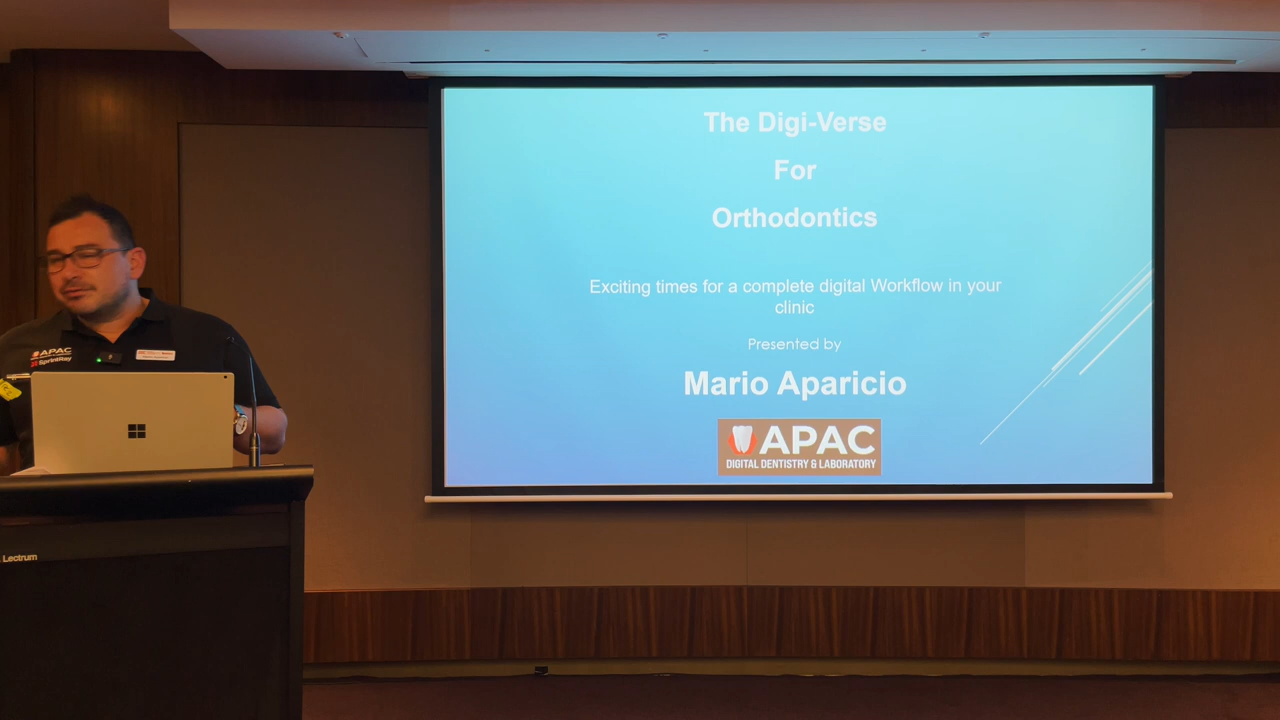 The Digi-Verse
For
Orthodontics
Exciting times for a complete digital Workflow in your
clinic
Presented by
Mario Aparicio
APAC
DIGITAL DENTISTRY & LABORATORY
APAC
SprintRay
Lectrum